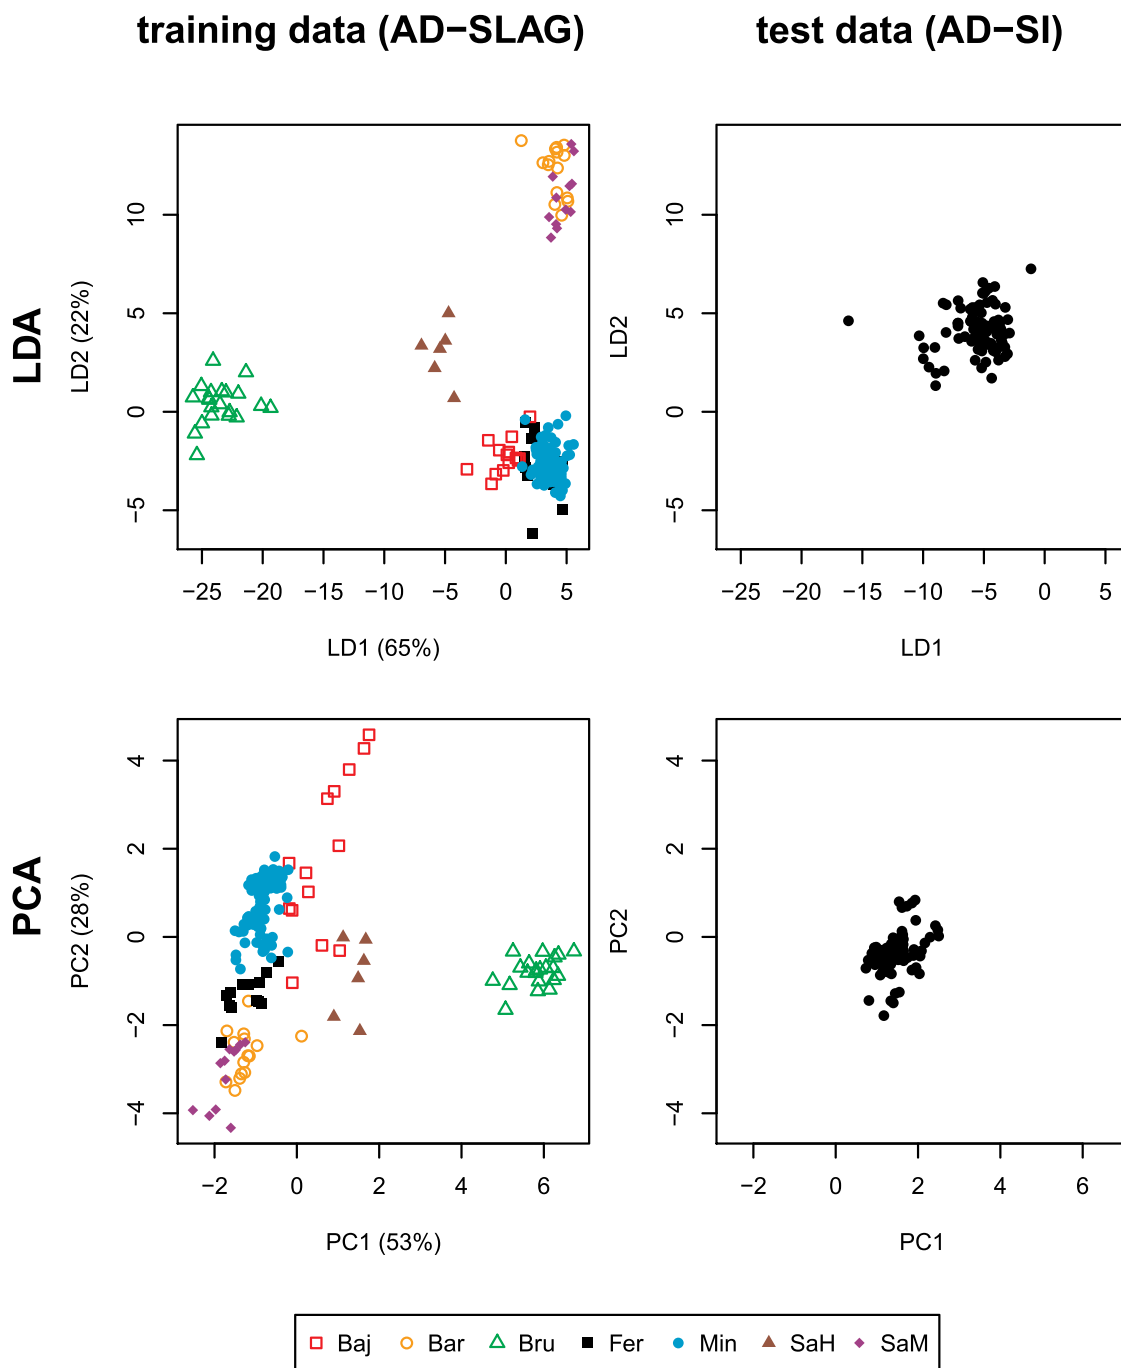 training data (AD−SLAG)
test data (AD−SI)
LDA
LD2 (22%)
10
5
0
−5
−25 −20 −15 −10 −5 0 5
LD1 (65%)
LD2
10
5
0
−5
−25 −20 −15 −10 −5 0 5
LD1
PCA
PC2 (28%)
4
2
0
−2
−4
−2 0 2 4 6
PC1 (53%)
PC2
4
2
0
−2
−4
−2 0 2 4 6
PC1
Baj Bar Bru Fer Min SaH SaM